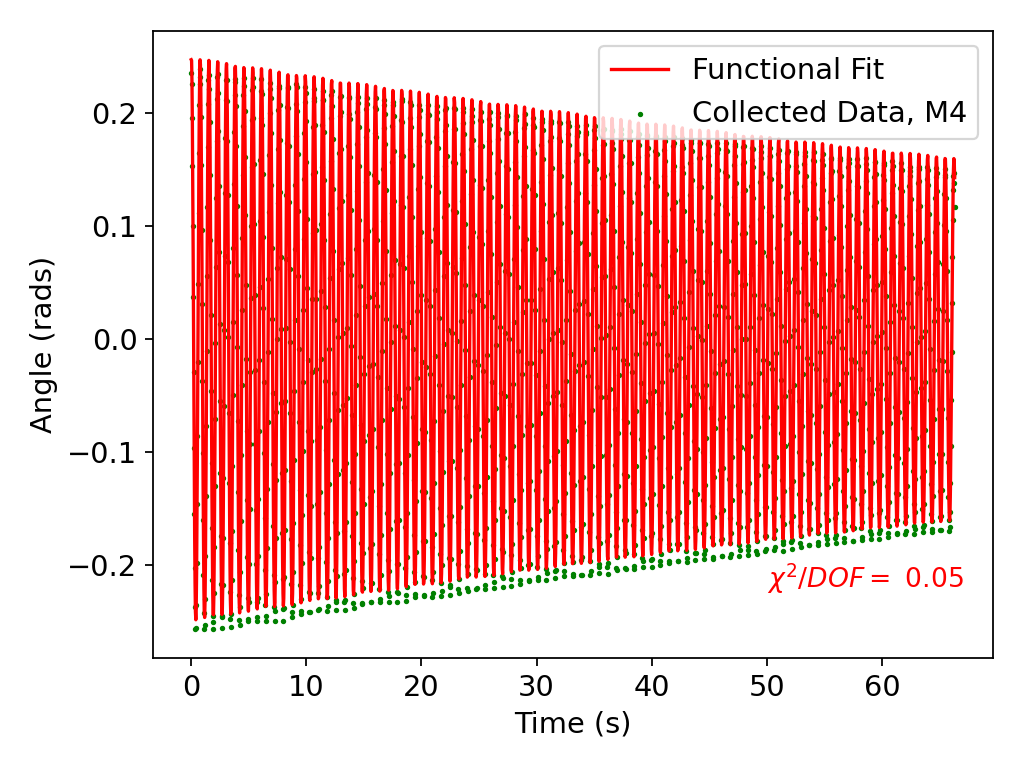 Functional Fit
Collected Data, M4
0.2
0.1
0.0
−0.1
−0.2
Angle (rads)
χ²/DOF = 0.05
0 10 20 30 40 50 60
Time (s)